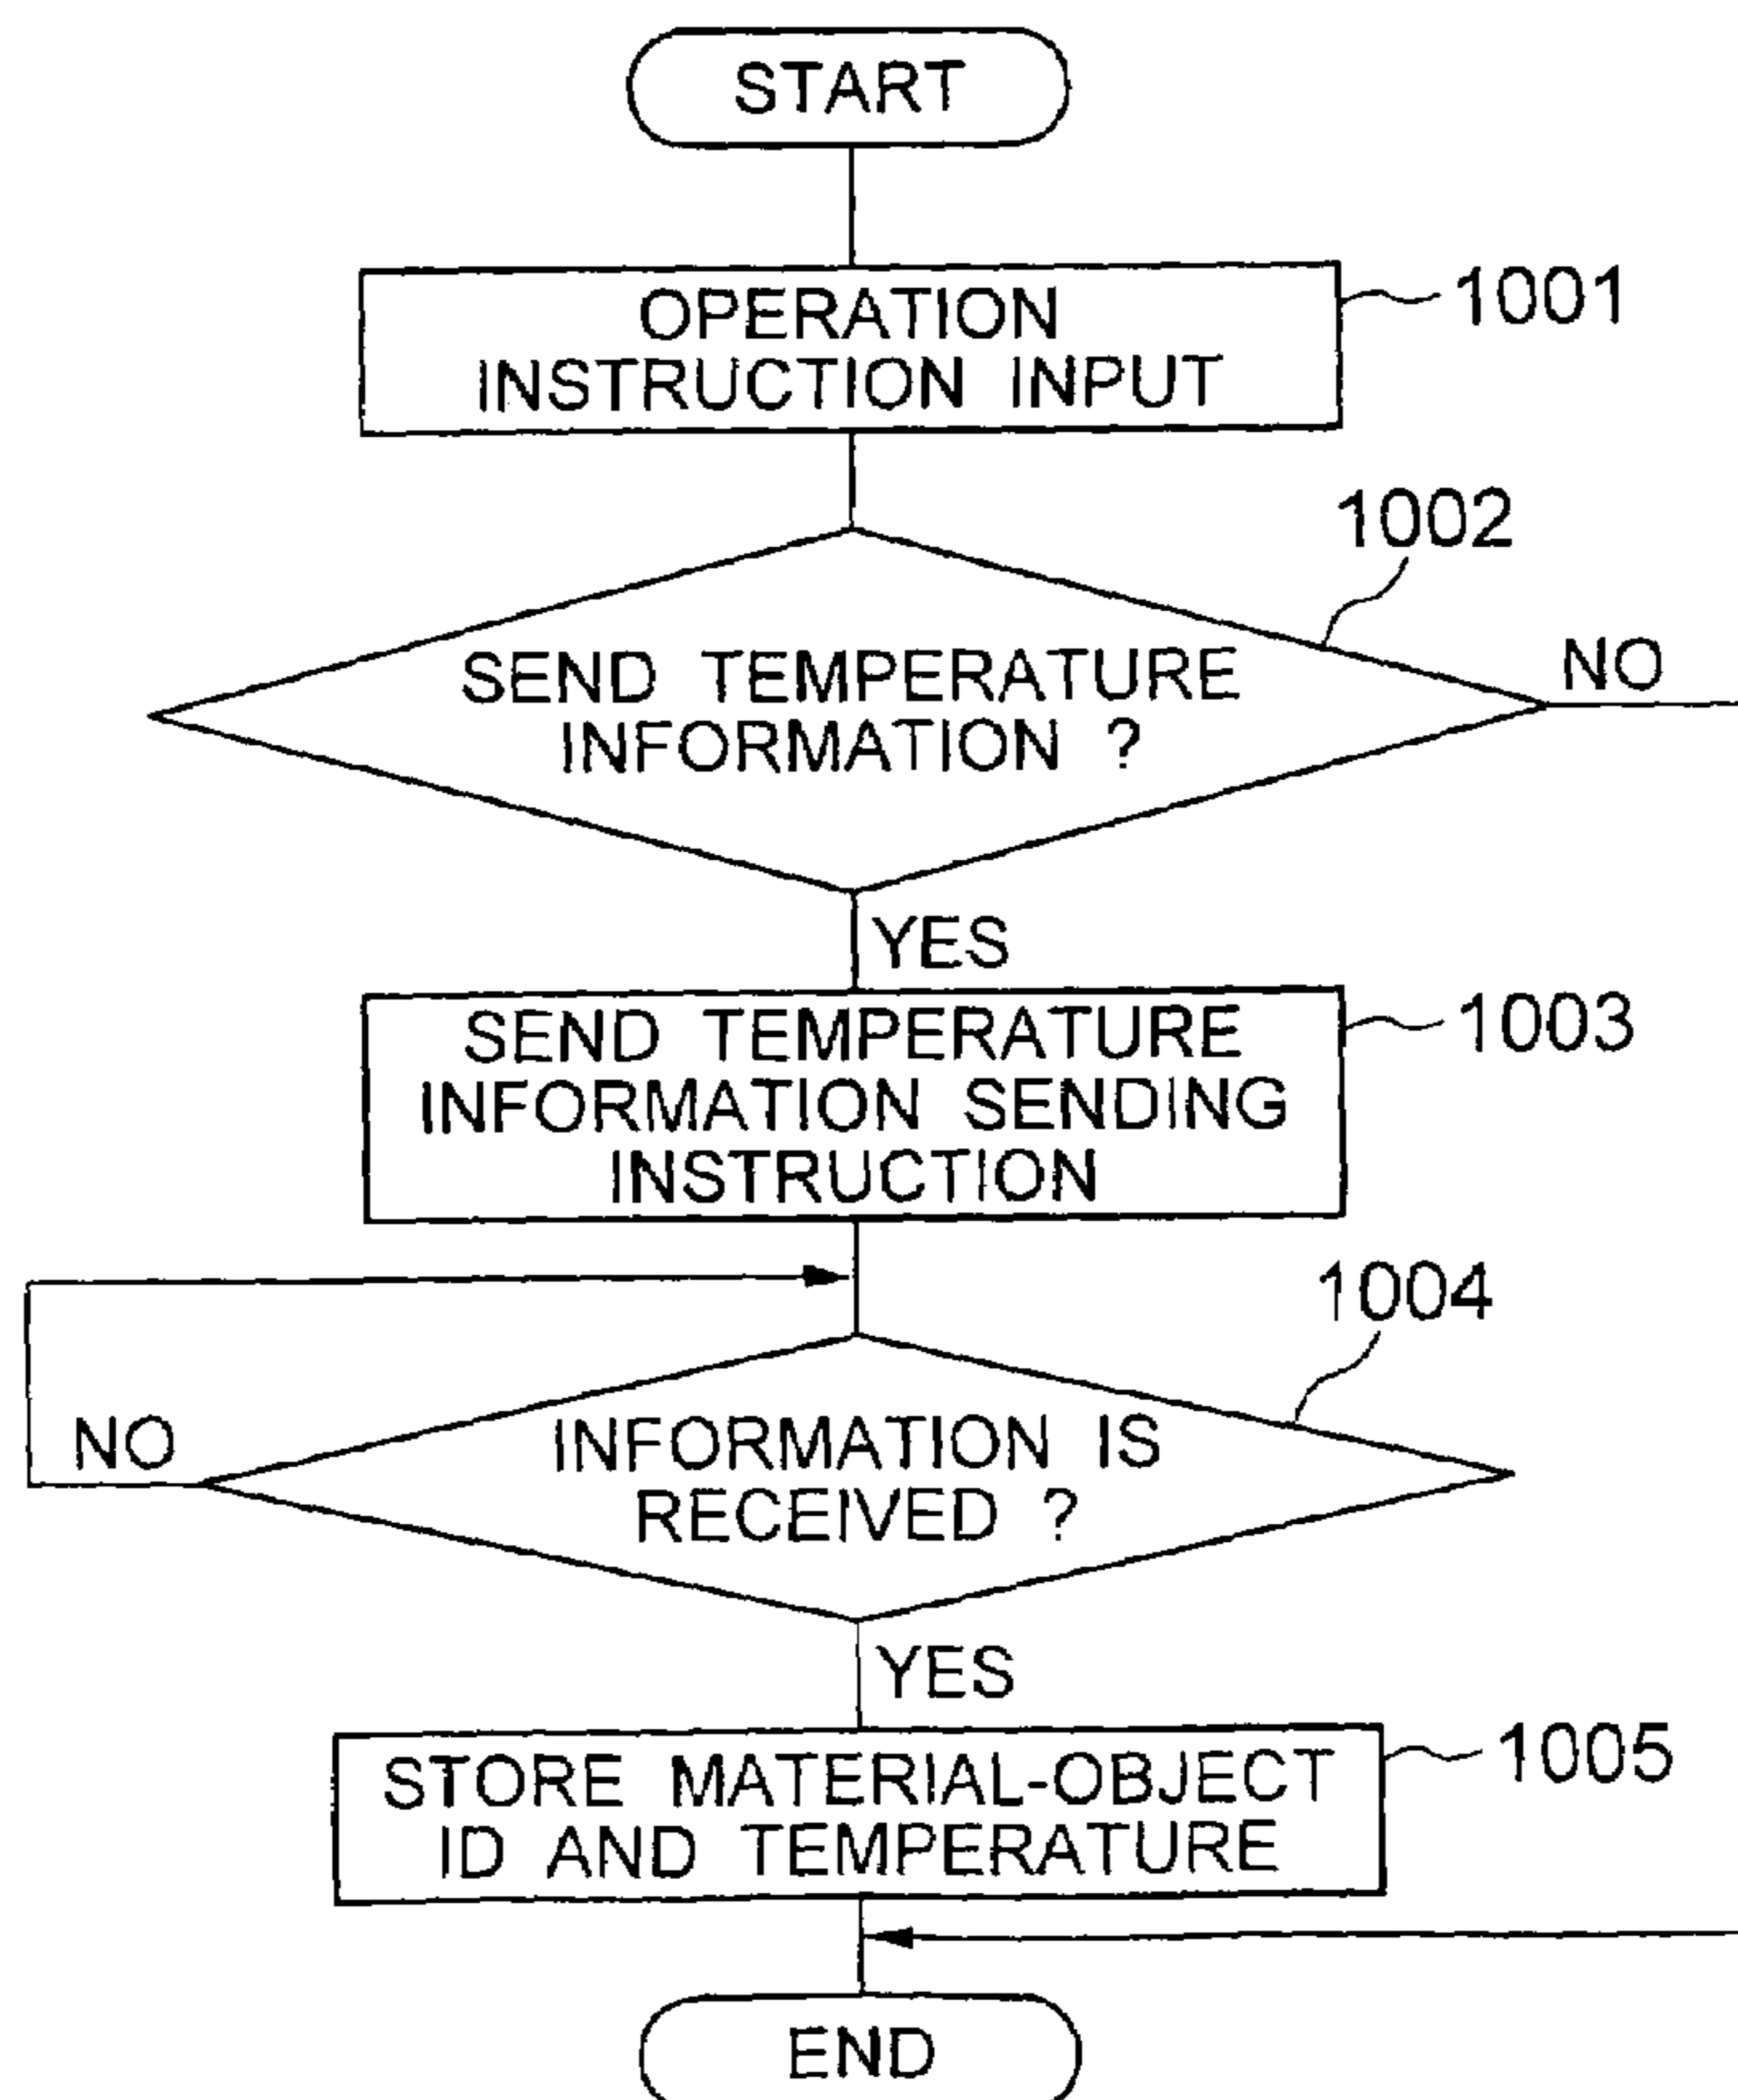 START
OPERATION
INSTRUCTION INPUT
1001
1002
SEND TEMPERATURE
INFORMATION ?
NO
YES
SEND TEMPERATURE
INFORMATION SENDING
INSTRUCTION
1003
1004
INFORMATION IS
RECEIVED ?
NO
YES
STORE MATERIAL-OBJECT
ID AND TEMPERATURE
1005
END